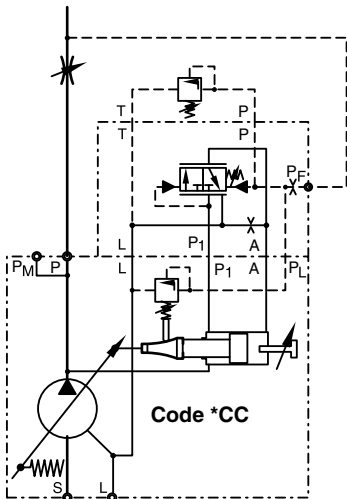 T P
T P
P_F
L P_1 A
L P_1 A P_L
P_M P
Code *CC
S L